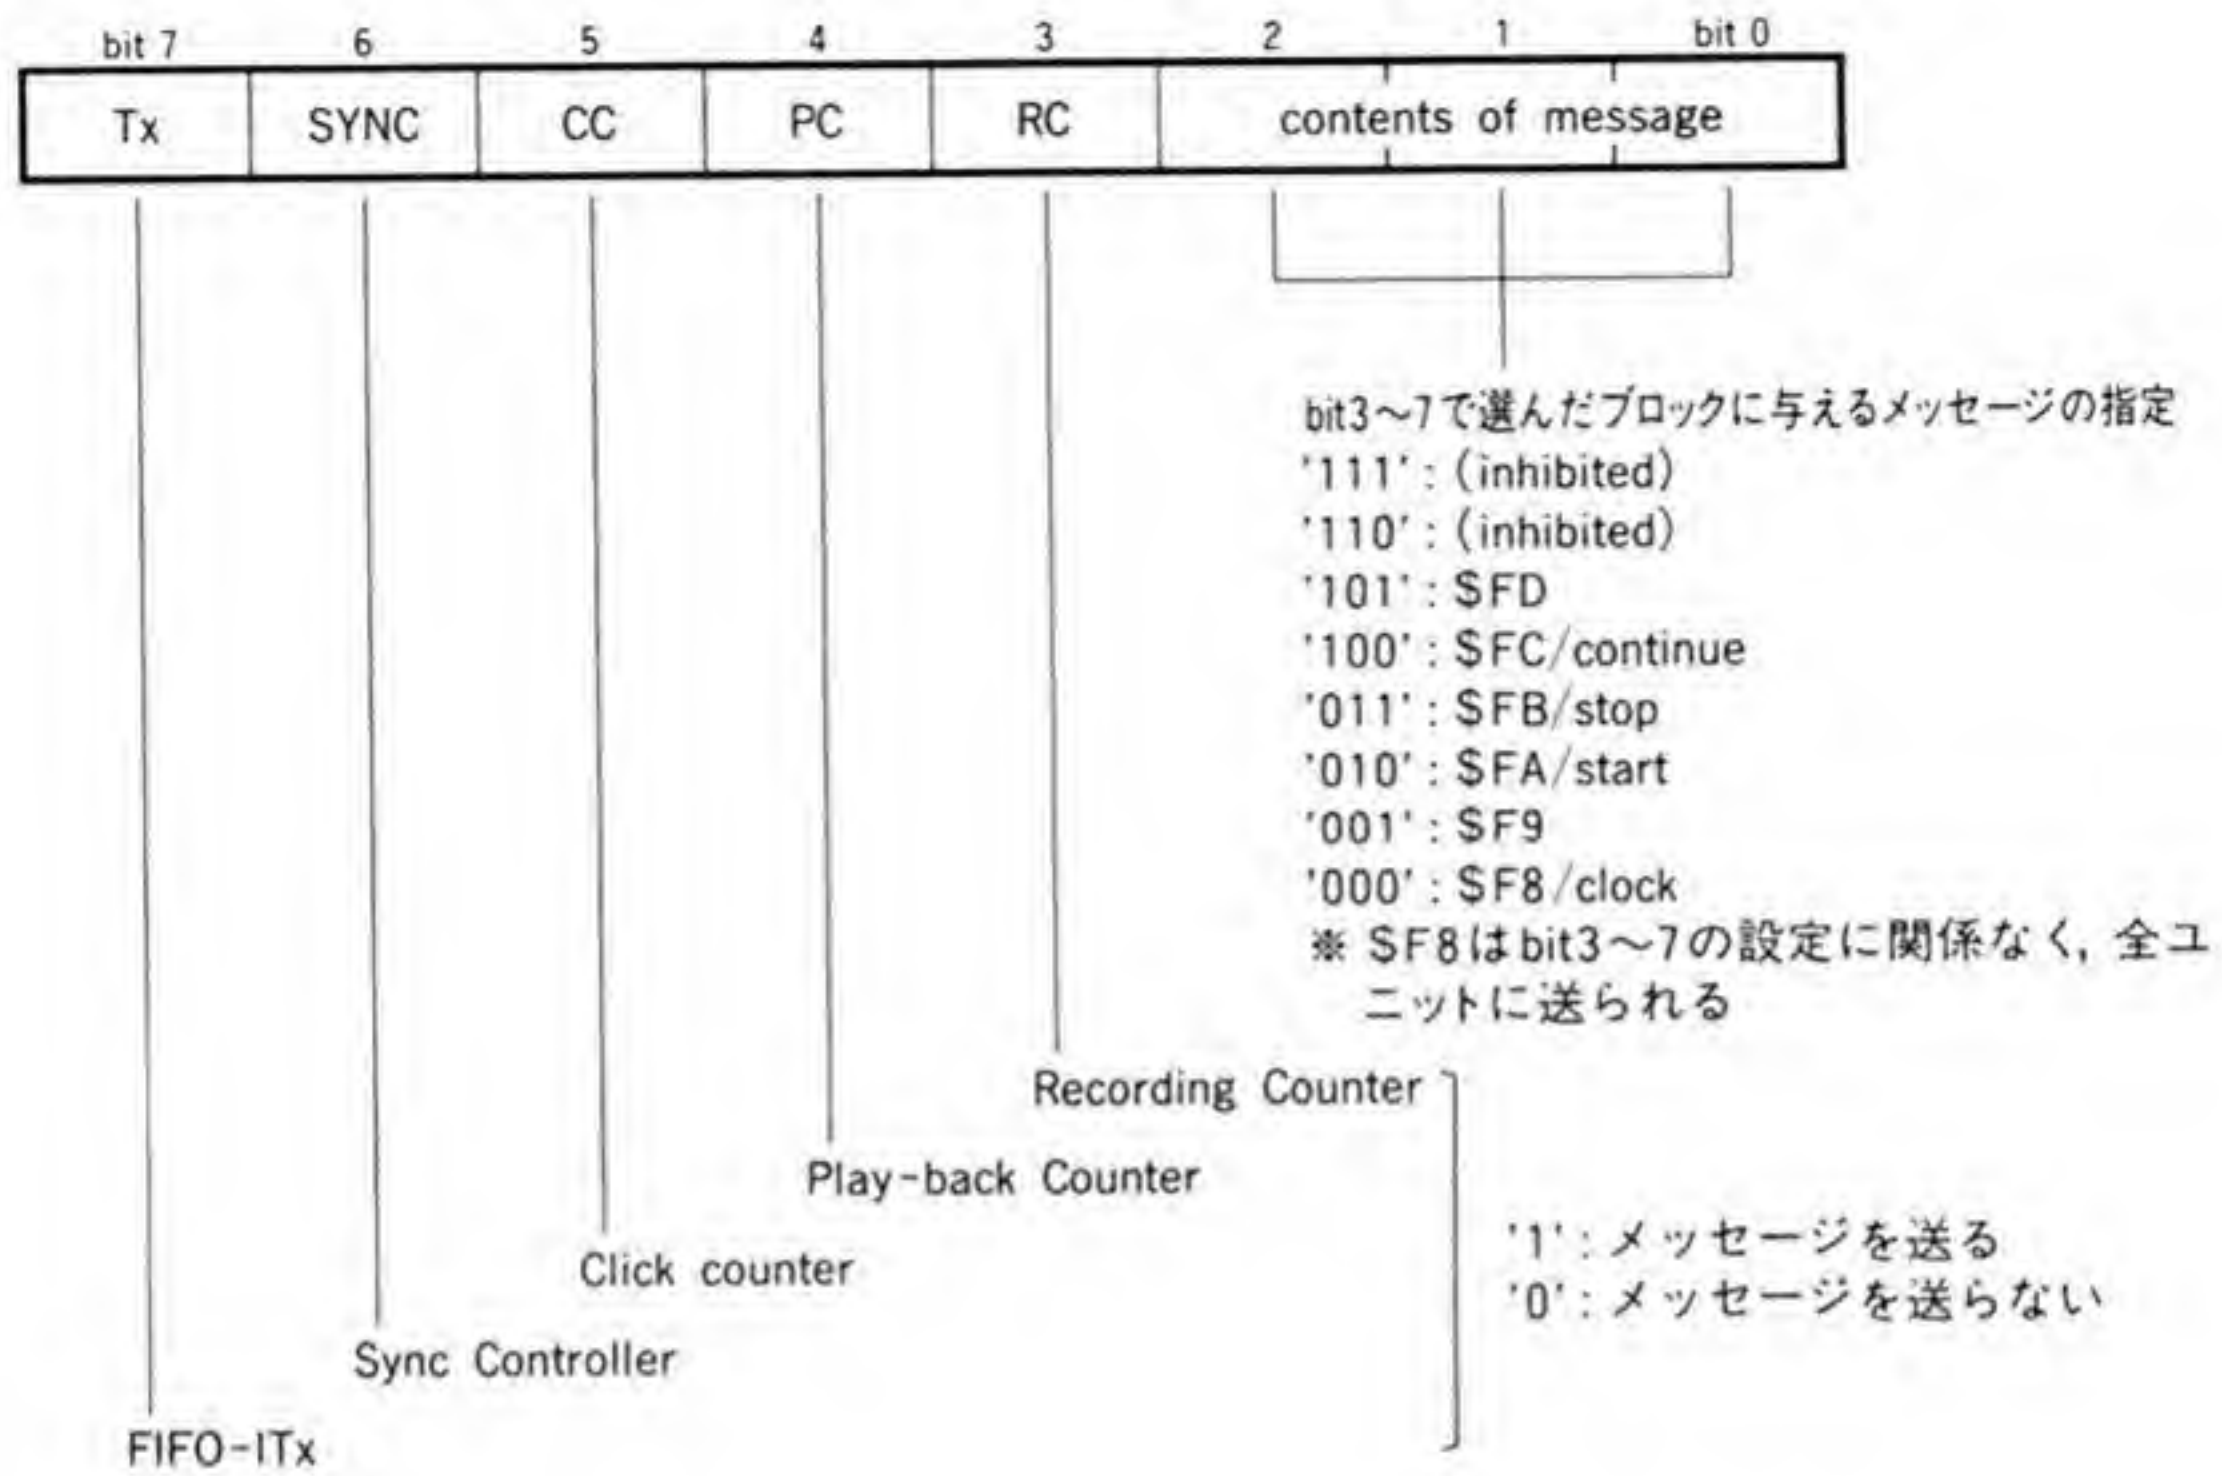 bit 7 6 5 4 3 2 1 bit 0
Tx SYNC CC PC RC contents of message
bit3～7で選んだブロックに与えるメッセージの指定
'111' : (inhibited)
'110' : (inhibited)
'101' : $FD
'100' : $FC/continue
'011' : $FB/stop
'010' : $FA/start
'001' : $F9
'000' : $F8/clock
※ $F8はbit3～7の設定に関係なく, 全ユ
ニットに送られる
Recording Counter
Play-back Counter
Click counter
Sync Controller
FIFO-ITx
'1' : メッセージを送る
'0' : メッセージを送らない